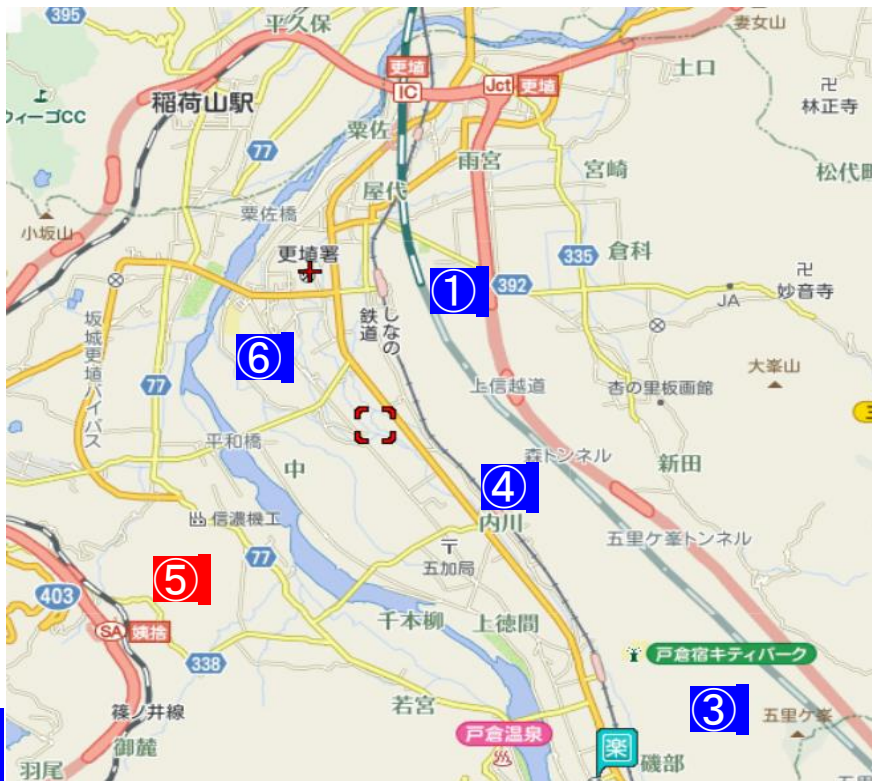 395
平久保
妻女山
更埴
IC
Jct
更埴
土口
卍
林正寺
稲荷山駅
ウィーゴCC
粟佐
77
雨宮
宮崎
松代町
屋代
粟佐橋
小坂山
更埴署
335
倉科
卍
妙音寺
①
392
JA
しなの
鉄道
坂城更埴バイパス
⑥
大峯山
77
上信越道
杏の里板画館
平和橋
中
森トンネル
新田
④
信濃機工
内川
77
〒
五加局
五里ケ峯トンネル
⑤
403
千本柳
上徳間
SA
姨捨
338
戸倉宿キティパーク
若宮
③
五里ケ峯
篠ノ井線
戸倉温泉
楽
御麓
磯部
羽尾